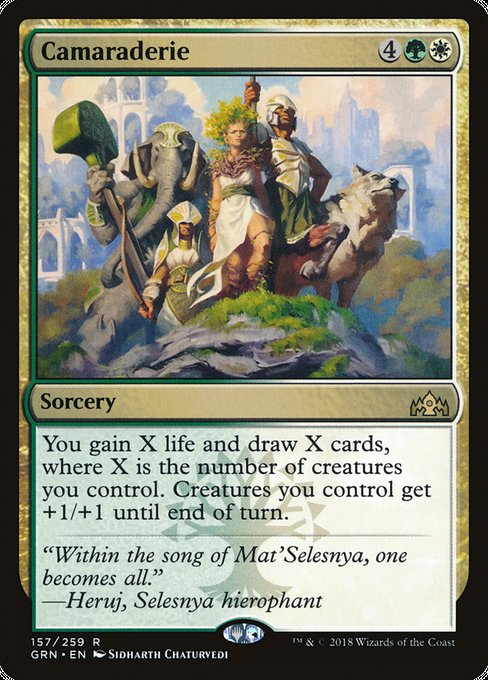 Camaraderie 4
Sorcery
You gain X life and draw X cards,
where X is the number of creatures
you control. Creatures you control get
+1/+1 until end of turn.
“Within the song of Mat’Selesnya, one
becomes all.”
—Heruj, Selesnya hierophant
157/259 R
GRN • EN Sidharth Chaturvedi
™ & © 2018 Wizards of the Coast